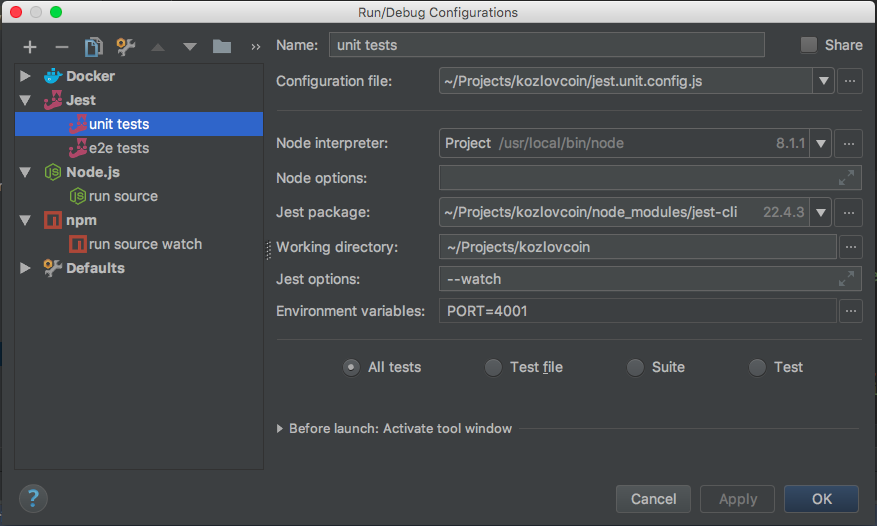 Run/Debug Configurations
»
Name: unit tests Share
Docker
Configuration file: ~/Projects/kozlovcoin/jest.unit.config.js ...
Jest
unit tests
e2e tests
Node interpreter: Project /usr/local/bin/node 8.1.1 ...
Node.js
Node options:
run source
Jest package: ~/Projects/kozlovcoin/node_modules/jest-cli 22.4.3 ...
npm
run source watch
Working directory: ~/Projects/kozlovcoin ...
Defaults
Jest options: --watch
Environment variables: PORT=4001 ...
All tests Test file Suite Test
Before launch: Activate tool window
? Cancel Apply OK